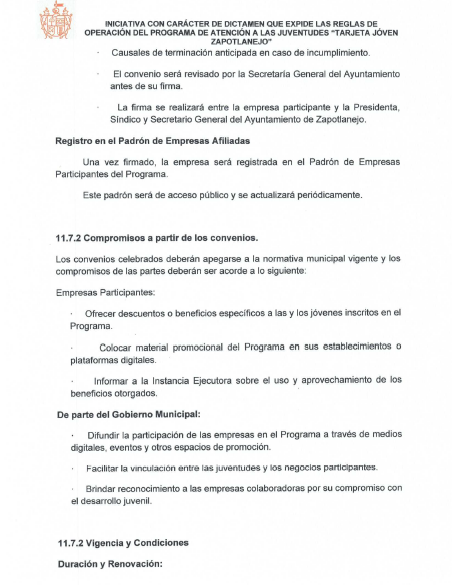 INICIATIVA CON CARÁCTER DE DICTAMEN QUE EXPIDE LAS REGLAS DE
OPERACIÓN DEL PROGRAMA DE ATENCIÓN A LAS JUVENTUDES "TARJETA JÓVEN
ZAPOTLANEJO"
· Causales de terminación anticipada en caso de incumplimiento.
· El convenio será revisado por la Secretaría General del Ayuntamiento
antes de su firma.
· La firma se realizará entre la empresa participante y la Presidenta,
Síndico y Secretario General del Ayuntamiento de Zapotlanejo.
Registro en el Padrón de Empresas Afiliadas
Una vez firmado, la empresa será registrada en el Padrón de Empresas
Participantes del Programa.
Este padrón será de acceso público y se actualizará periódicamente.
11.7.2 Compromisos a partir de los convenios.
Los convenios celebrados deberán apegarse a la normativa municipal vigente y los
compromisos de las partes deberán ser acorde a lo siguiente:
Empresas Participantes:
· Ofrecer descuentos o beneficios específicos a las y los jóvenes inscritos en el
Programa.
· Colocar material promocional del Programa en sus establecimientos o
plataformas digitales.
· Informar a la Instancia Ejecutora sobre el uso y aprovechamiento de los
beneficios otorgados.
De parte del Gobierno Municipal:
· Difundir la participación de las empresas en el Programa a través de medios
digitales, eventos y otros espacios de promoción.
· Facilitar la vinculación entre las juventudes y los negocios participantes.
· Brindar reconocimiento a las empresas colaboradoras por su compromiso con
el desarrollo juvenil.
11.7.2 Vigencia y Condiciones
Duración y Renovación: